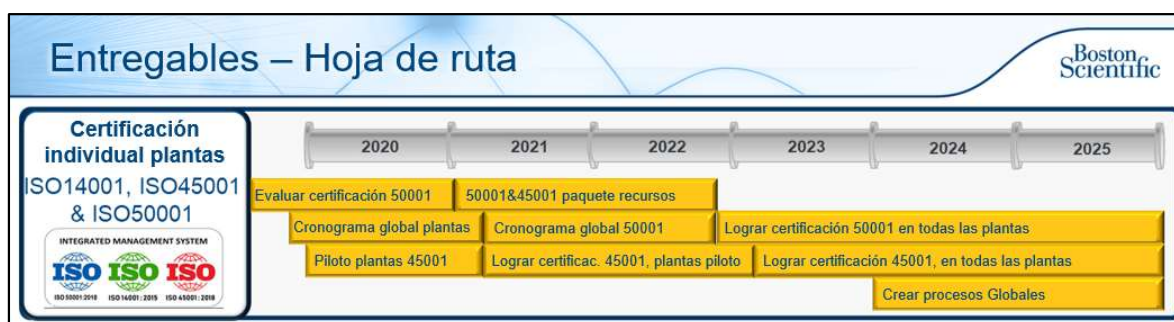 Entregables – Hoja de ruta
Boston
Scientific
Certificación
individual plantas
ISO14001, ISO45001
& ISO50001
INTEGRATED MANAGEMENT SYSTEM
ISO ISO ISO
ISO 50001:2018 ISO 14001:2015 ISO 45001:2018
2020 2021 2022 2023 2024 2025
Evaluar certificación 50001 50001&45001 paquete recursos
Cronograma global plantas Cronograma global 50001 Lograr certificación 50001 en todas las plantas
Piloto plantas 45001 Lograr certificac. 45001, plantas piloto Lograr certificación 45001, en todas las plantas
Crear procesos Globales